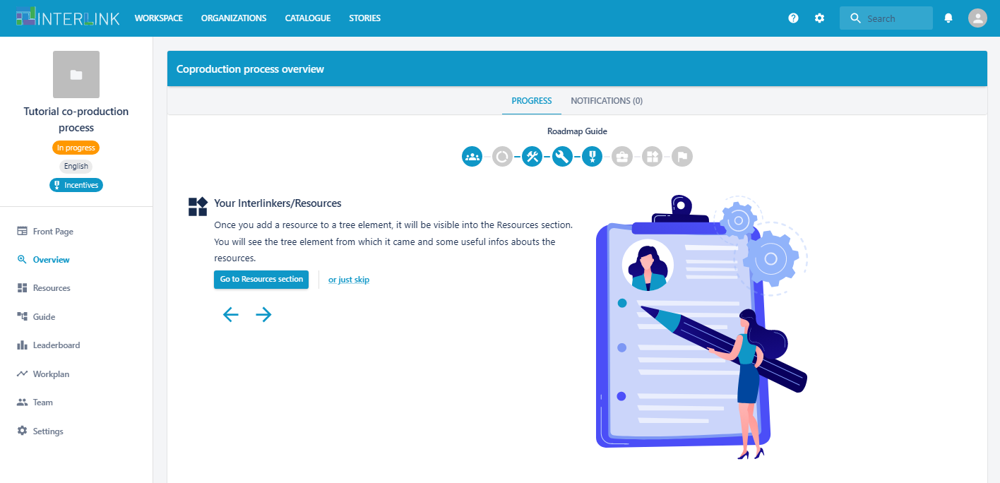 INTERLINK
WORKSPACE
ORGANIZATIONS
CATALOGUE
STORIES
Search
Tutorial co-production
process
In progress
English
Incentives
Front Page
Overview
Resources
Guide
Leaderboard
Workplan
Team
Settings
Coproduction process overview
PROGRESS
NOTIFICATIONS (0)
Roadmap Guide
Your Interlinkers/Resources
Once you add a resource to a tree element, it will be visible into the Resources section.
You will see the tree element from which it came and some useful infos abouts the
resources.
Go to Resources section
or just skip